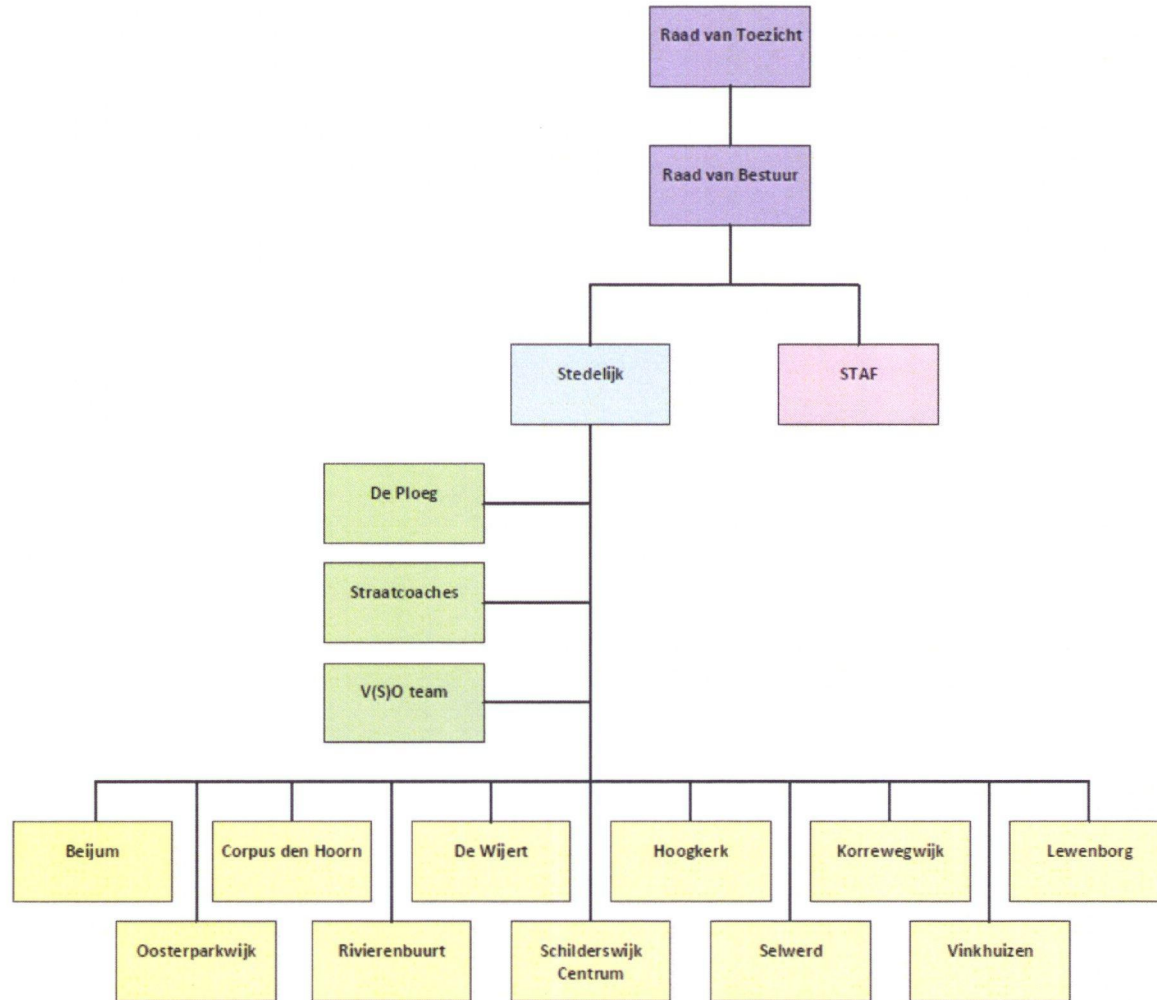 Raad van Toezicht
Raad van Bestuur
Stedelijk
STAF
De Ploeg
Straatcoaches
V(S)O team
Beijum
Corpus den Hoorn
De Wijert
Hoogkerk
Korrewegwijk
Lewenborg
Oosterparkwijk
Rivierenbuurt
Schilderswijk
Centrum
Selwerd
Vinkhuizen